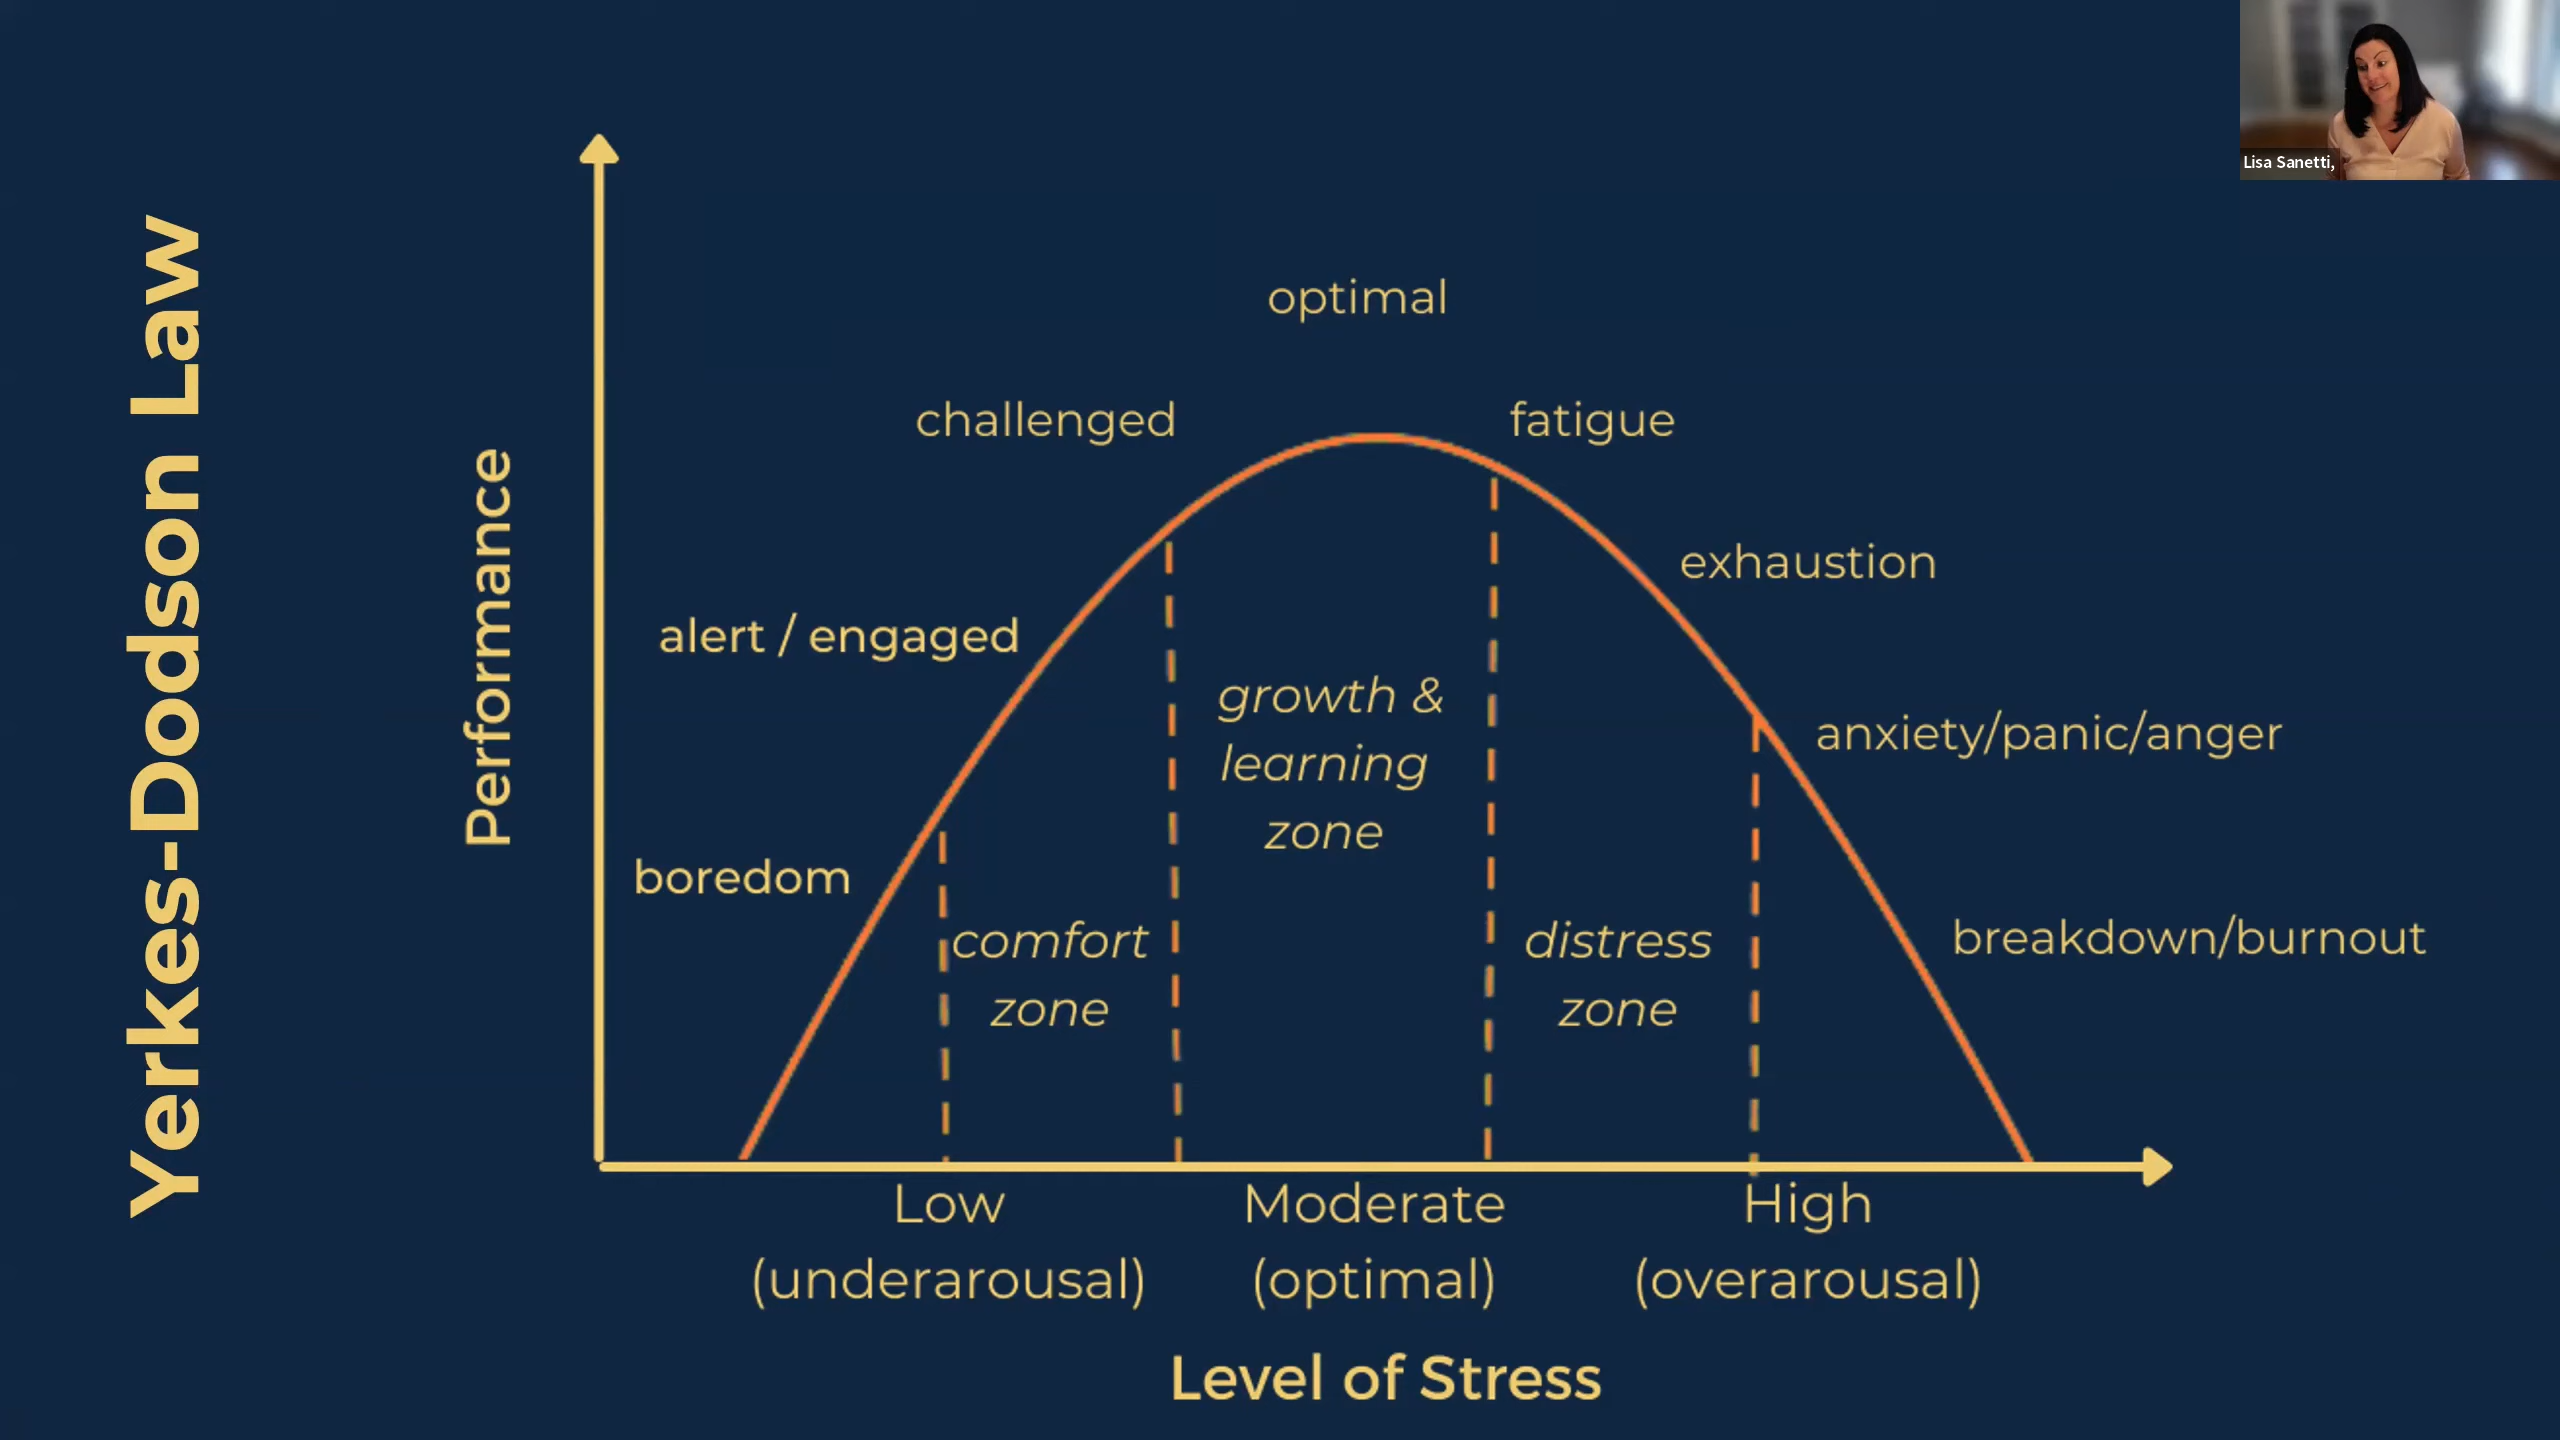 Lisa Sanetti,
Yerkes-Dodson Law
Performance
optimal
challenged
fatigue
exhaustion
alert / engaged
growth &
learning
zone
anxiety/panic/anger
boredom
comfort
zone
distress
zone
breakdown/burnout
Low
(underarousal)
Moderate
(optimal)
High
(overarousal)
Level of Stress